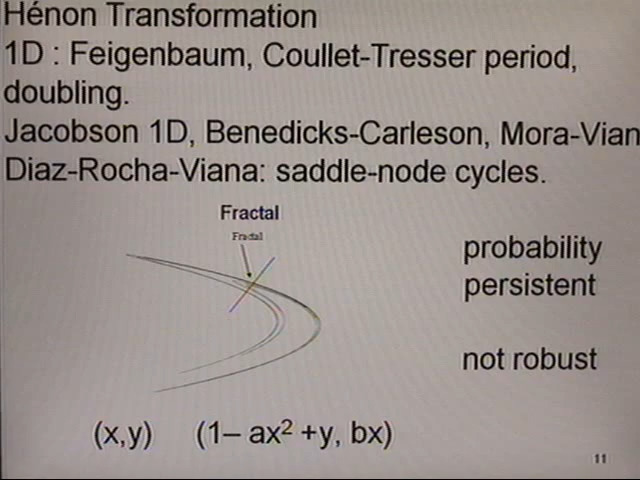 Hénon Transformation
1D : Feigenbaum, Coullet-Tresser period,
doubling.
Jacobson 1D, Benedicks-Carleson, Mora-Vian
Diaz-Rocha-Viana: saddle-node cycles.
Fractal
Fractal
probability
persistent
not robust
(x,y) (1– ax² +y, bx)
11